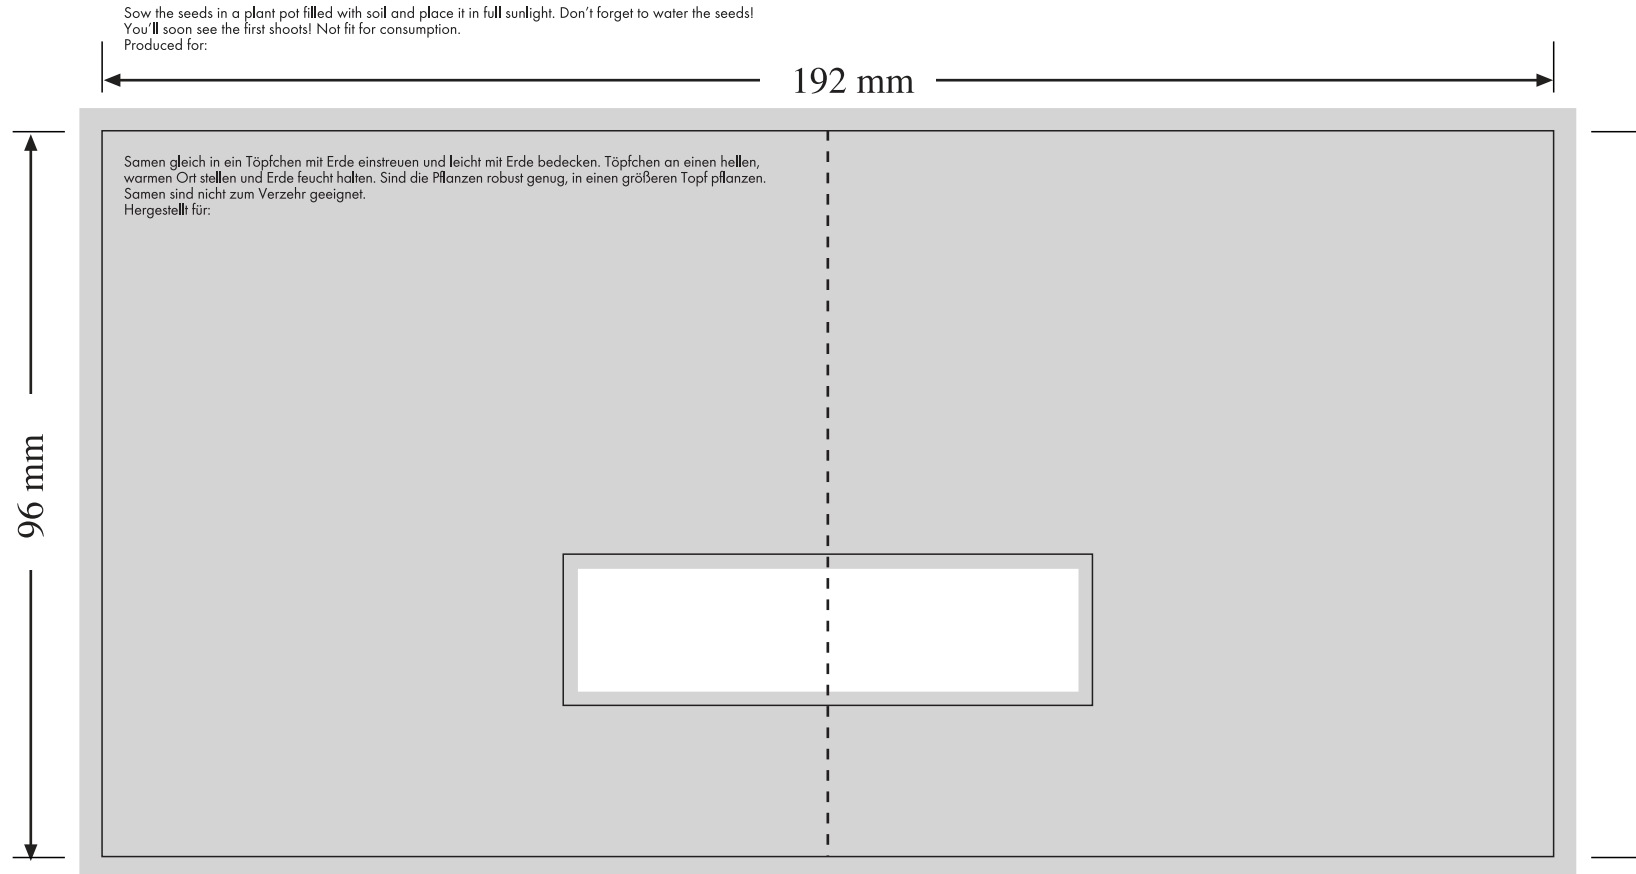 Sow the seeds in a plant pot filled with soil and place it in full sunlight. Don't forget to water the seeds!
You'll soon see the first shoots! Not fit for consumption.
Produced for:
192 mm
Samen gleich in ein Töpfchen mit Erde einstreuen und leicht mit Erde bedecken. Töpfchen an einen hellen,
warmen Ort stellen und Erde feucht halten. Sind die Pflanzen robust genug, in einen größeren Topf pflanzen.
Samen sind nicht zum Verzehr geeignet.
Hergestellt für:
96 mm